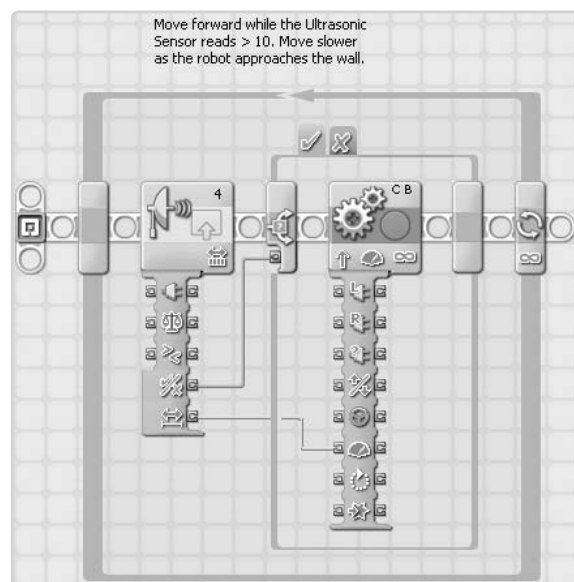 Move forward while the Ultrasonic
Sensor reads > 10. Move slower
as the robot approaches the wall.
4
C B
L
R
?